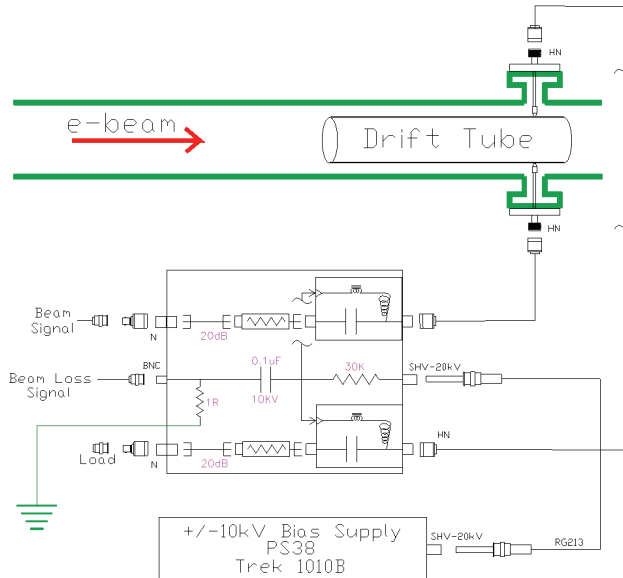 HN
e-beam
Drift Tube
HN
Beam
Signal
N
20dB
BNC
0.1uF
30K
SHV-20kV
Beam Loss
Signal
10KV
1R
HN
Load
N
20dB
+/-10kV Bias Supply
PS38
Trek 1010B
SHV-20kV
RG213